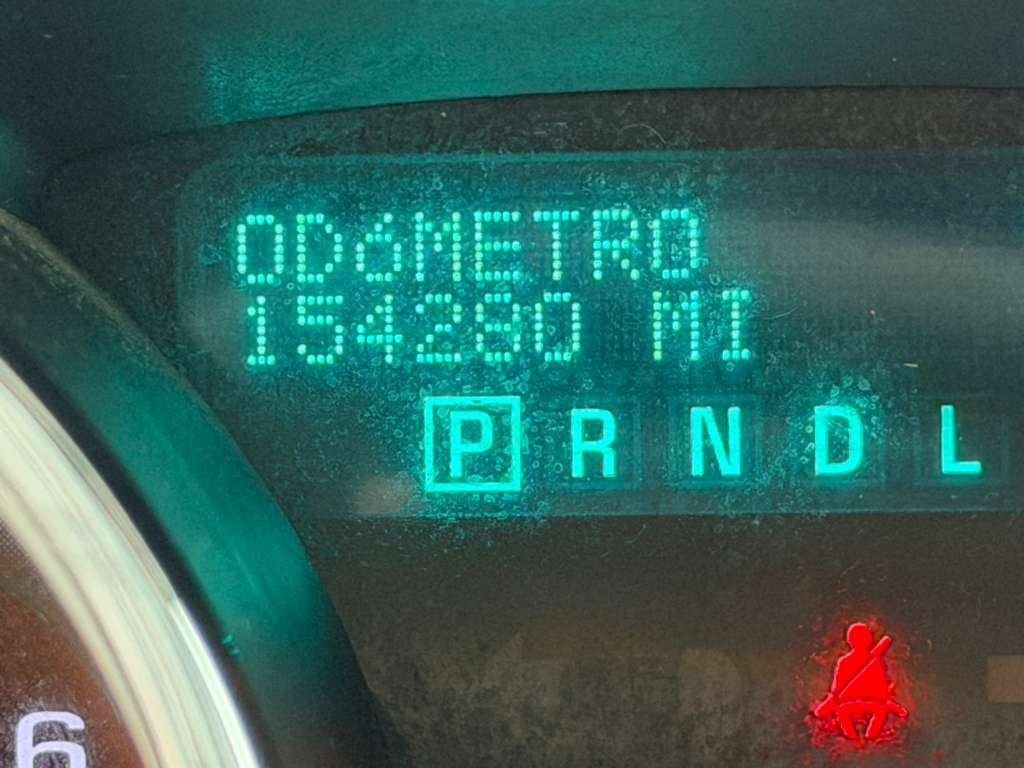 ODóMETRO
154280 MI
P R N D L
6